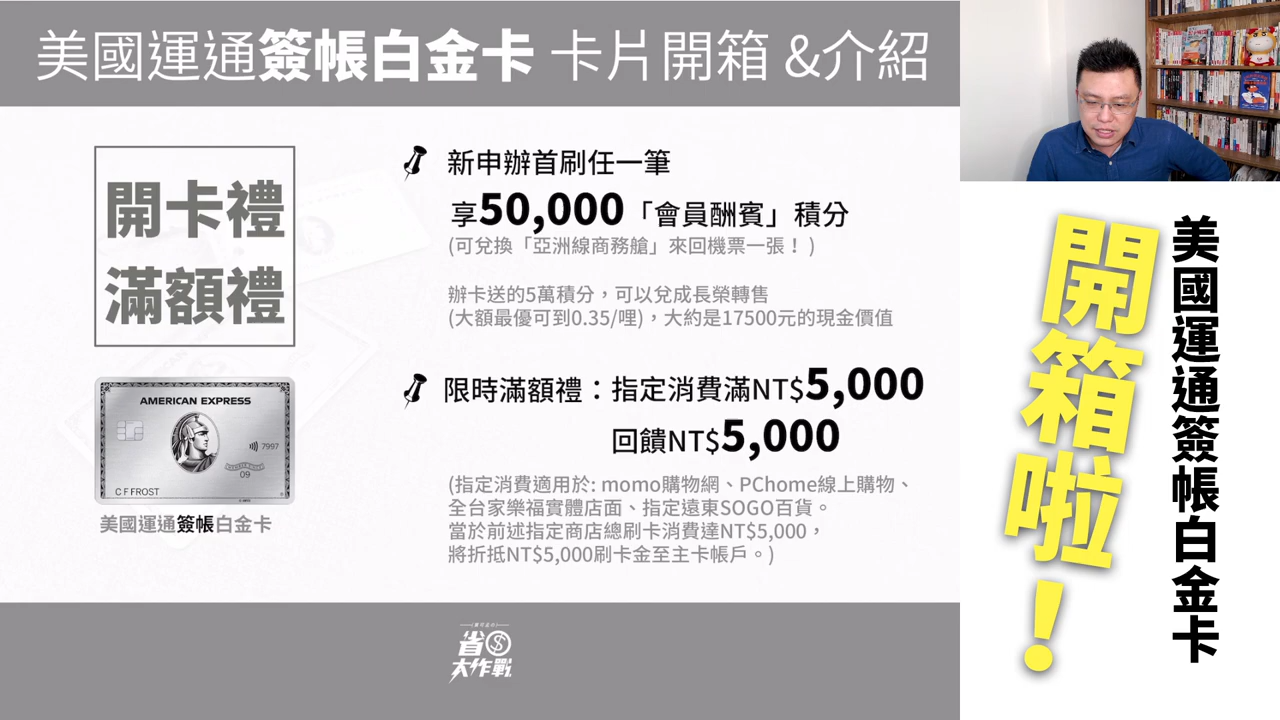 美國運通簽帳白金卡 卡片開箱 &介紹
開卡禮
滿額禮
新申辦首刷任一筆
享50,000「會員酬賓」積分
(可兌換「亞洲線商務艙」來回機票一張！)
辦卡送的5萬積分，可以兌成長榮轉售
(大額最優可到0.35/哩)，大約是17500元的現金價值
限時滿額禮：指定消費滿NT$5,000
回饋NT$5,000
(指定消費適用於: momo購物網、PChome線上購物、
全台家樂福實體店面、指定遠東SOGO百貨。
當於前述指定商店總刷卡消費達NT$5,000，
將折抵NT$5,000刷卡金至主卡帳戶。)
AMERICAN EXPRESS
7997
09
C F FROST
美國運通簽帳白金卡
省
大作戰
美國運通簽帳白金卡
開箱啦！